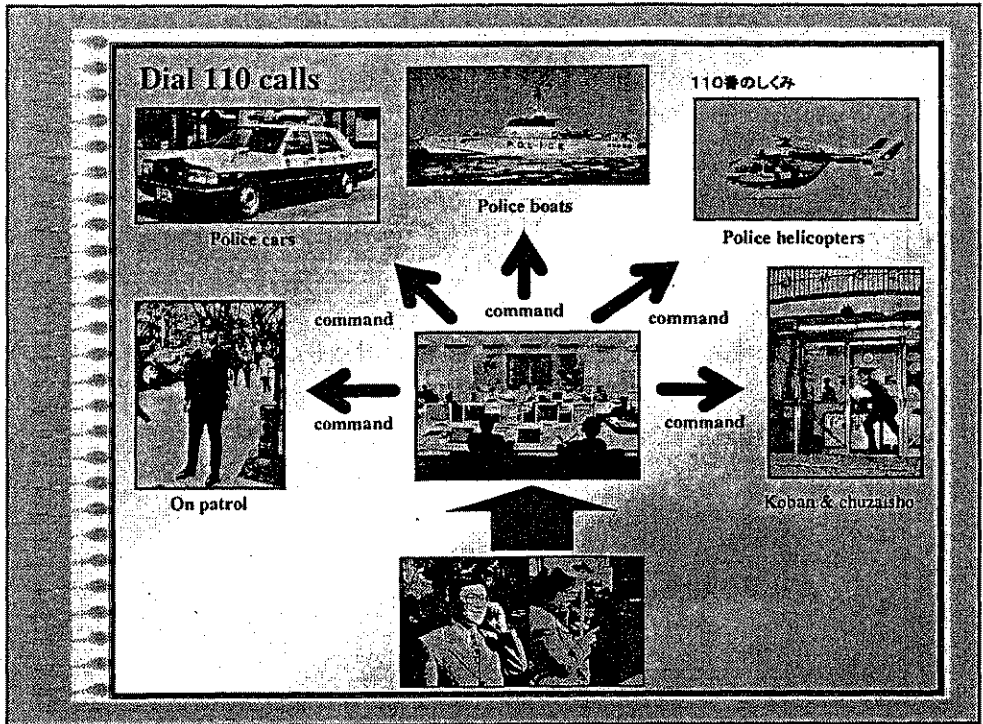 Dial 110 calls
110番のしくみ
POLICE
Police cars
Police boats
Police helicopters
command
command
command
command
command
On patrol
Koban & chuzaisho